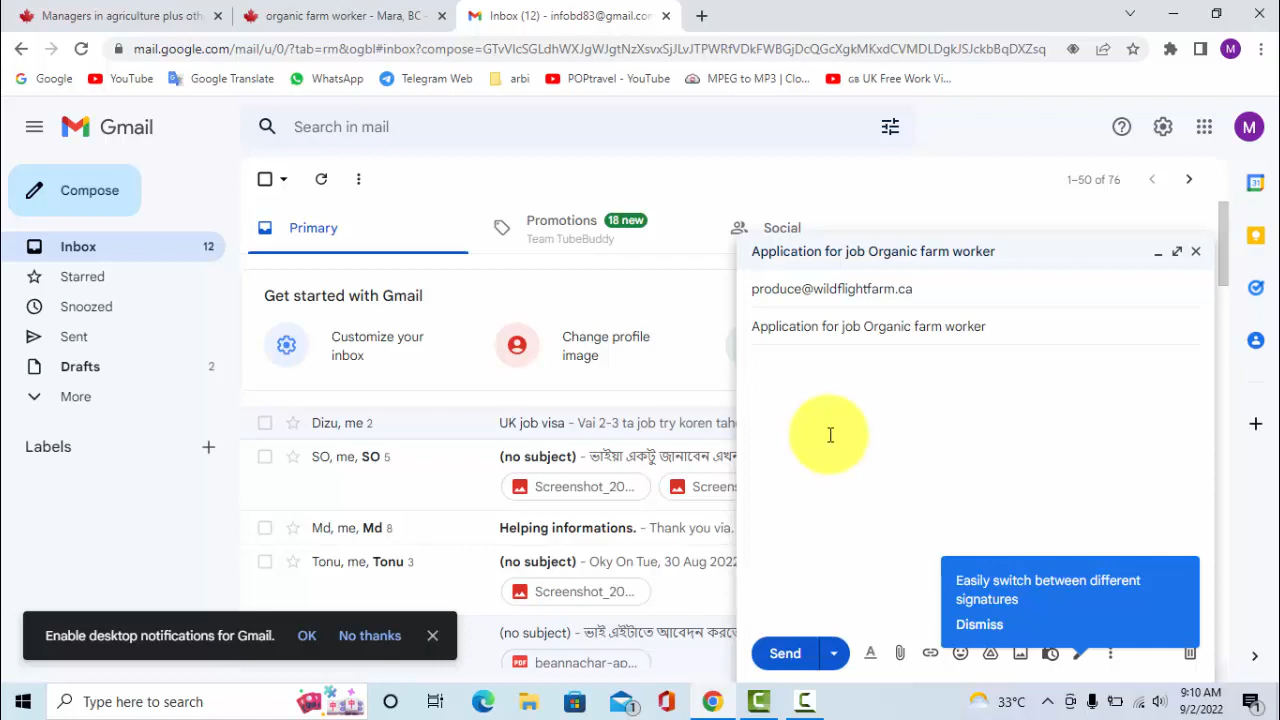 Managers in agriculture plus oth
organic farm worker - Mara, BC -
Inbox (12) - infobd83@gmail.com
mail.google.com/mail/u/0/?tab=rm&ogbl#inbox?compose=
M
Google
YouTube
Google Translate
WhatsApp
Telegram Web
arbi
POPtravel - YouTube
MPEG to MP3 | Clo...
GB UK Free Work Vi...
Gmail
Search in mail
M
Compose
1–50 of 76
Inbox 12
Starred
Snoozed
Sent
Drafts 2
More
Labels
Primary
Promotions 18 new
Team TubeBuddy
Social
Get started with Gmail
Customize your
inbox
Change profile
image
Dizu, me 2 UK job visa - Vai 2-3 ta job try koren tah
SO, me, SO 5 (no subject) - ভাইয়া একটু জানাবেন এখন
Screenshot_20...
Screens
Md, me, Md 8 Helping informations. - Thank you via.
Tonu, me, Tonu 3 (no subject) - Oky On Tue, 30 Aug 2022
Screenshot_20...
(no subject) - ভাই এইটাতে আবেদন করতে
PDF beannachar-ap...
Application for job Organic farm worker
produce@wildflightfarm.ca
Application for job Organic farm worker
Easily switch between different
signatures
Dismiss
Send
Enable desktop notifications for Gmail. OK No thanks
Type here to search
1
33°C
9:10 AM
9/2/2022
1